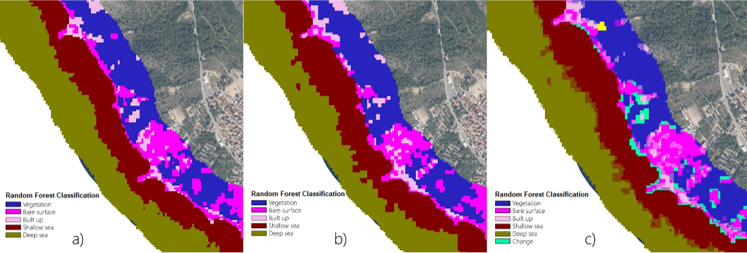 Random Forest Classification
Vegetation
Bare surface
Built up
Shallow sea
Deep sea
a)
Random Forest Classification
Vegetation
Bare surface
Built up
Shallow sea
Deep sea
b)
Random Forest Classification
Vegetation
Bare surface
Built up
Shallow sea
Deep sea
Change
c)